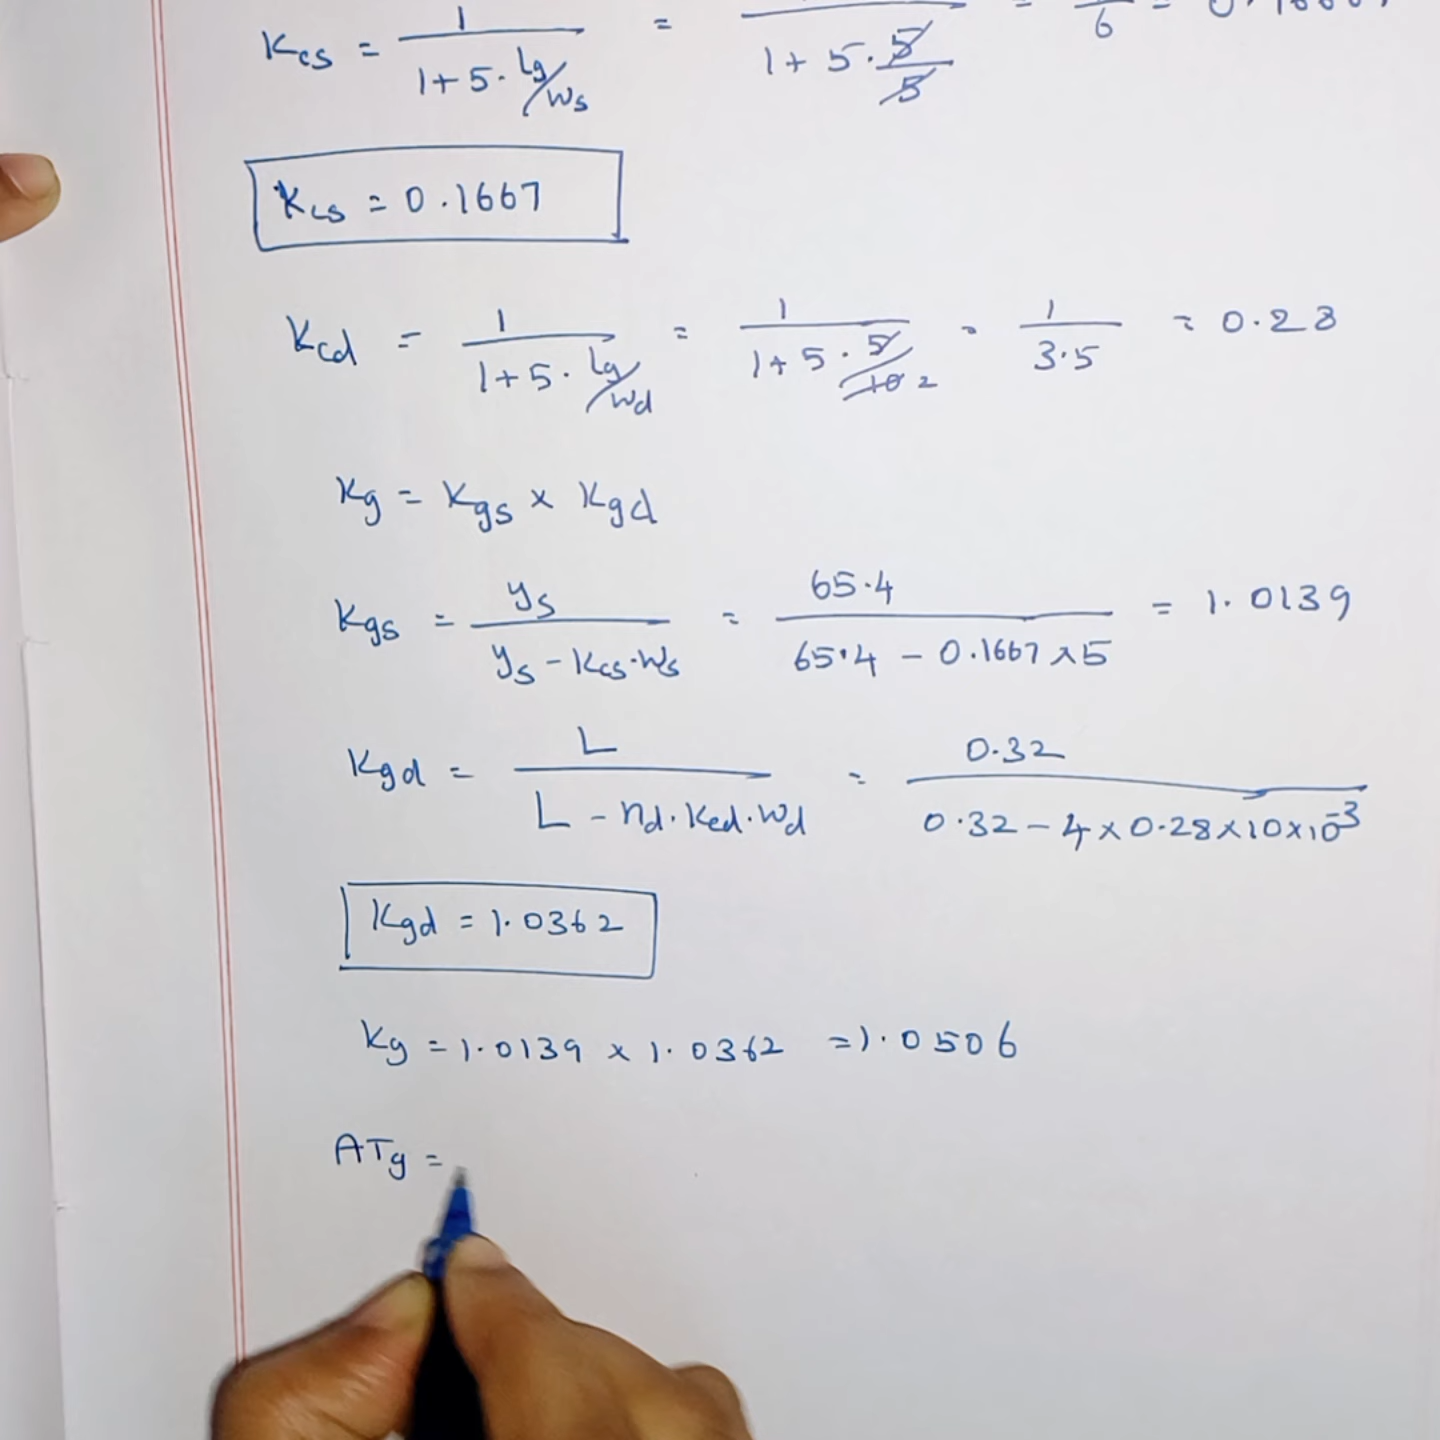 Kcs = 1 / (1 + 5 · lg/Ws) = / (1 + 5 · 5/5) = / 6 =
Kcs = 0.1667
Kcd = 1 / (1 + 5 · lg/Wd) = 1 / (1 + 5 · 5/10 2) = 1 / 3.5 = 0.28
Kg = Kgs × Kgd
Kgs = ys / (ys - Kcs · Ws) = 65.4 / (65.4 - 0.1667 × 5) = 1.0139
Kgd = L / (L - nd · Kcd · Wd) = 0.32 / (0.32 - 4 × 0.28 × 10 × 10⁻³)
Kgd = 1.0362
Kg = 1.0139 × 1.0362 = 1.0506
ATg =